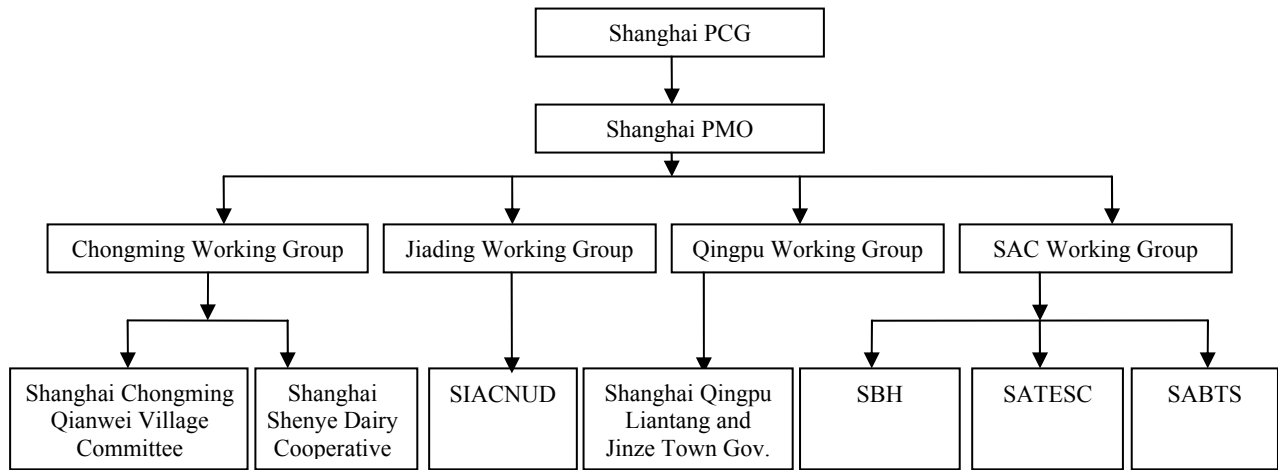 Shanghai PCG
Shanghai PMO
Chongming Working Group
Jiading Working Group
Qingpu Working Group
SAC Working Group
Shanghai Chongming
Qianwei Village
Committee
Shanghai
Shenye Dairy
Cooperative
SIACNUD
Shanghai Qingpu
Liantang and
Jinze Town Gov.
SBH
SATESC
SABTS